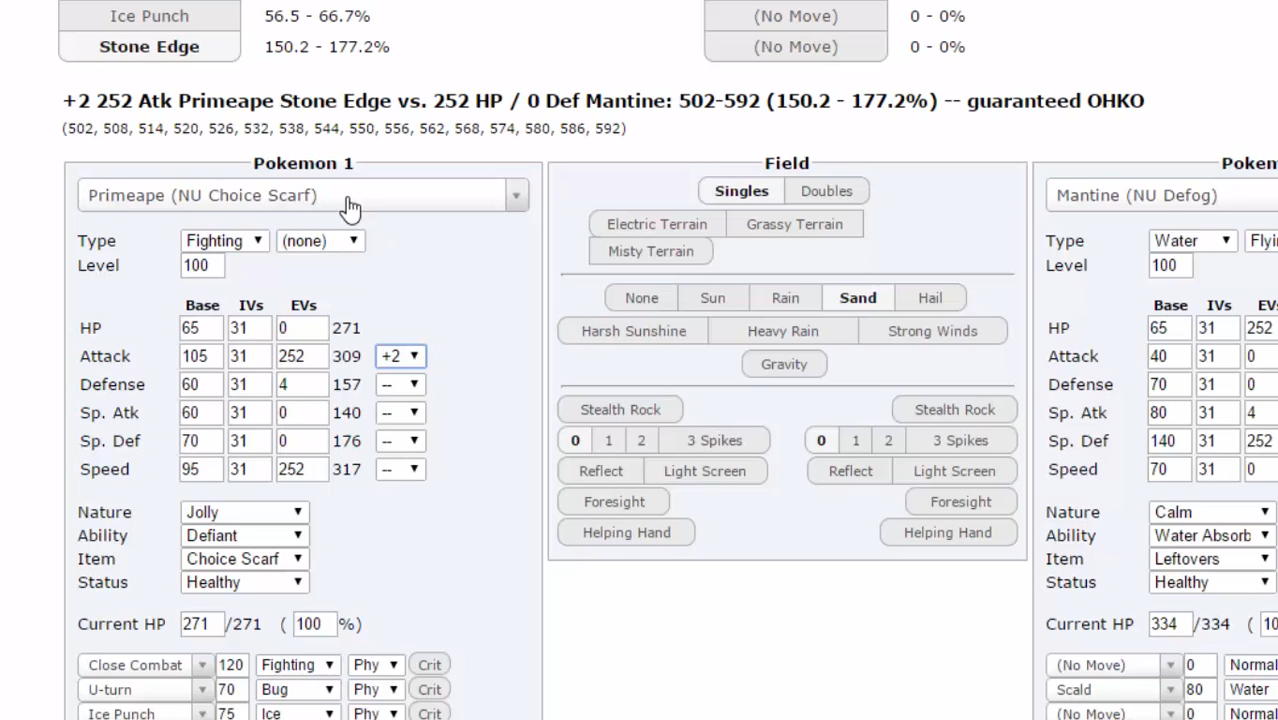 Ice Punch 56.5 - 66.7% (No Move) 0 - 0%
Stone Edge 150.2 - 177.2% (No Move) 0 - 0%
+2 252 Atk Primeape Stone Edge vs. 252 HP / 0 Def Mantine: 502-592 (150.2 - 177.2%) -- guaranteed OHKO
(502, 508, 514, 520, 526, 532, 538, 544, 550, 556, 562, 568, 574, 580, 586, 592)
Pokemon 1
Primeape (NU Choice Scarf)
Type Fighting (none)
Level 100
Base IVs EVs
HP 65 31 0 271
Attack 105 31 252 309 +2
Defense 60 31 4 157 --
Sp. Atk 60 31 0 140 --
Sp. Def 70 31 0 176 --
Speed 95 31 252 317 --
Nature Jolly
Ability Defiant
Item Choice Scarf
Status Healthy
Current HP 271 /271 ( 100 %)
Close Combat 120 Fighting Phy Crit
U-turn 70 Bug Phy Crit
Ice Punch 75 Ice Phy Crit
Field
Singles Doubles
Electric Terrain Grassy Terrain
Misty Terrain
None Sun Rain Sand Hail
Harsh Sunshine Heavy Rain Strong Winds
Gravity
Stealth Rock Stealth Rock
0 1 2 3 Spikes 0 1 2 3 Spikes
Reflect Light Screen Reflect Light Screen
Foresight Foresight
Helping Hand Helping Hand
Poken
Mantine (NU Defog)
Type Water Flyi
Level 100
Base IVs EVs
HP 65 31 252
Attack 40 31 0
Defense 70 31 0
Sp. Atk 80 31 4
Sp. Def 140 31 252
Speed 70 31 0
Nature Calm
Ability Water Absorb
Item Leftovers
Status Healthy
Current HP 334 /334 ( 10
(No Move) 0 Normal
Scald 80 Water
(No Move) 0 Normal